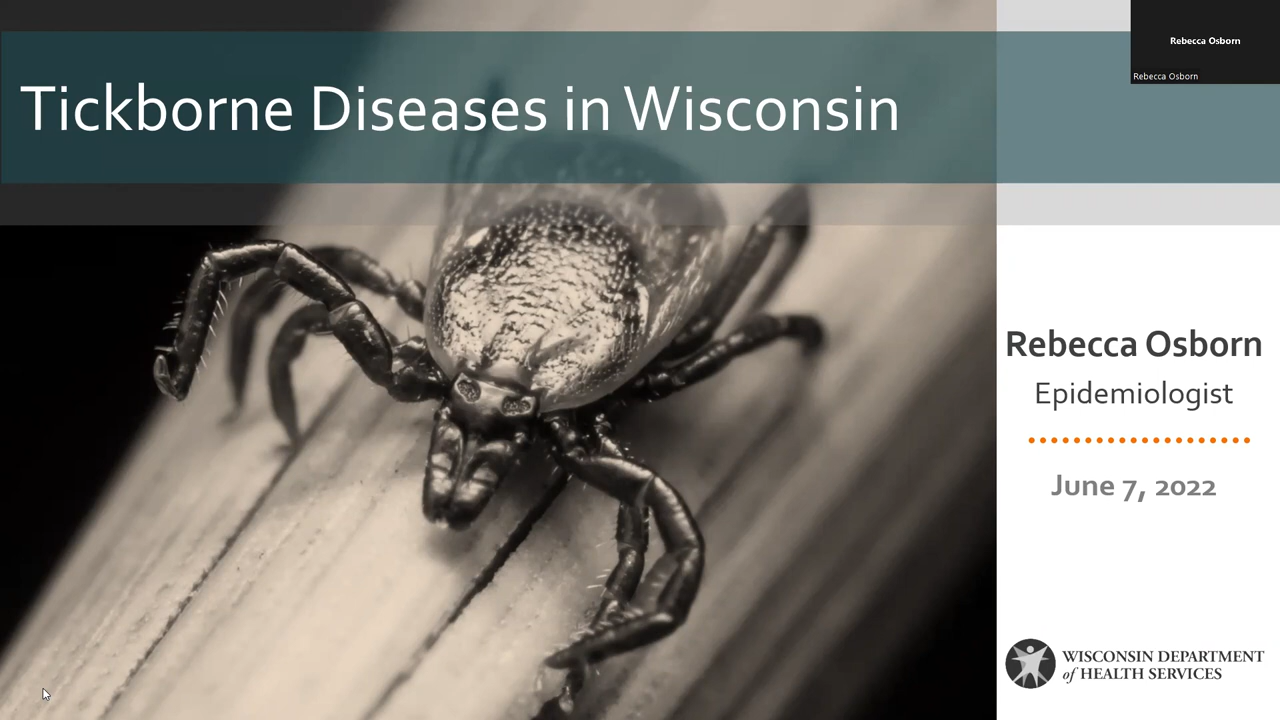 Tickborne Diseases in Wisconsin
Rebecca Osborn
Rebecca Osborn
Rebecca Osborn
Epidemiologist
June 7, 2022
WISCONSIN DEPARTMENT
of HEALTH SERVICES